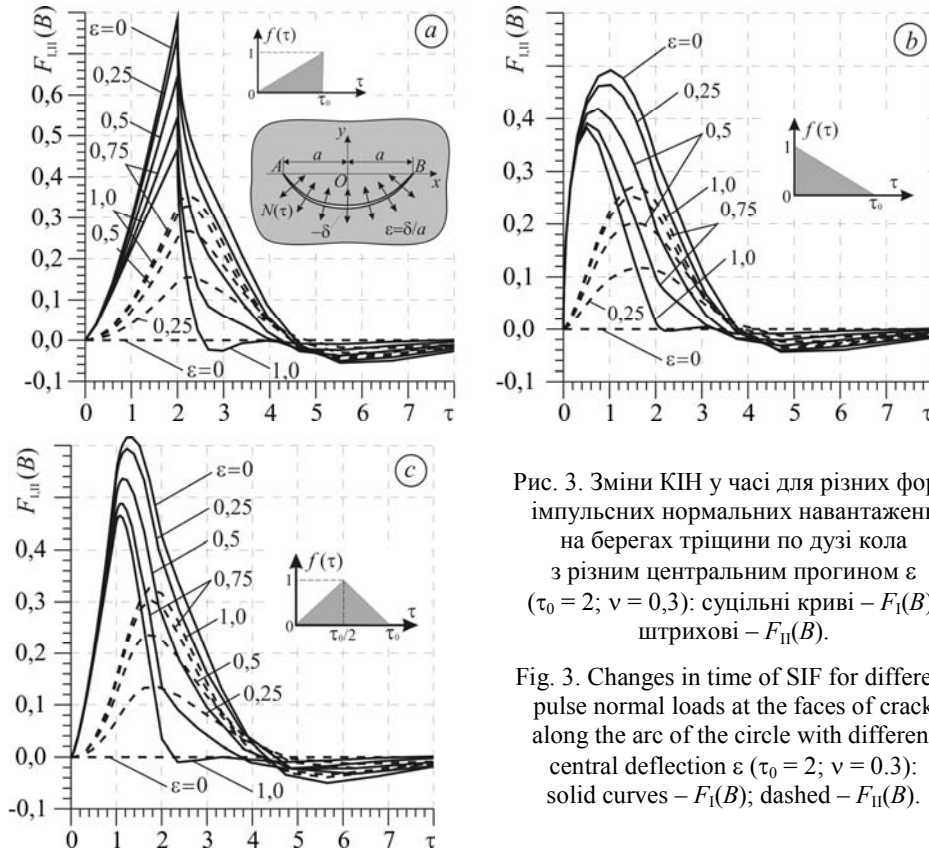 F_I,II(B)
a
ε=0
0,25
0,5
0,75
1,0
0,5
0,25
ε=0
1,0
0,6
0,5
0,4
0,3
0,2
0,1
0,0
-0,1
0 1 2 3 4 5 6 7 τ
f(τ)
1
0
τ₀
τ
y
a a
A
O
B
x
N(τ)
−δ
ε=δ/a
F_I,II(B)
b
ε=0
0,25
0,5
0,75
1,0
1,0
0,25
ε=0
0,4
0,3
0,2
0,1
0,0
-0,1
0 1 2 3 4 5 6 7 τ
f(τ)
1
0
τ₀
τ
F_I,II(B)
c
ε=0
0,25
0,5
0,75
1,0
0,5
0,25
ε=0
1,0
0,4
0,3
0,2
0,1
0,0
-0,1
0 1 2 3 4 5 6 7 τ
f(τ)
1
0
τ₀/2
τ₀
τ
Рис. 3. Зміни КІН у часі для різних фор
імпульсних нормальних навантажен
на берегах тріщини по дузі кола
з різним центральним прогином ε
(τ₀ = 2; ν = 0,3): суцільні криві – F_I(B)
штрихові – F_II(B).
Fig. 3. Changes in time of SIF for differe
pulse normal loads at the faces of crack
along the arc of the circle with differen
central deflection ε (τ₀ = 2; ν = 0.3):
solid curves – F_I(B); dashed – F_II(B).